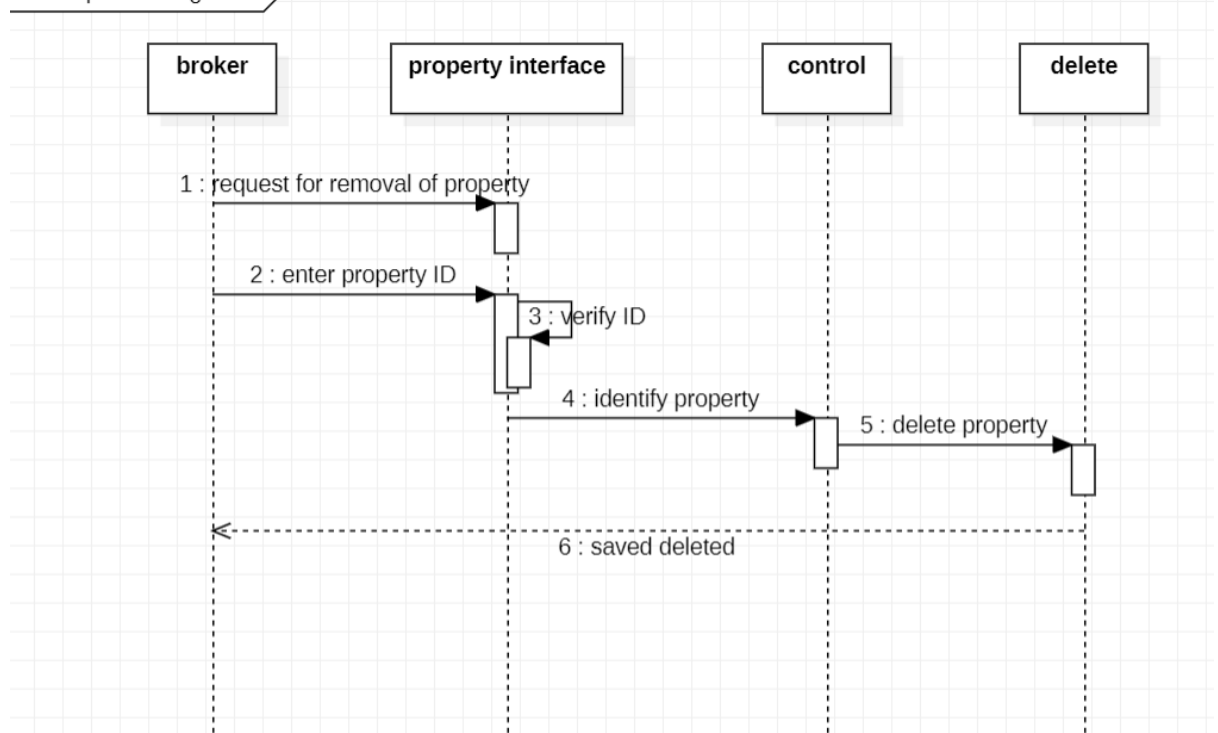 broker
property interface
control
delete
1 : request for removal of property
2 : enter property ID
3 : verify ID
4 : identify property
5 : delete property
6 : saved deleted